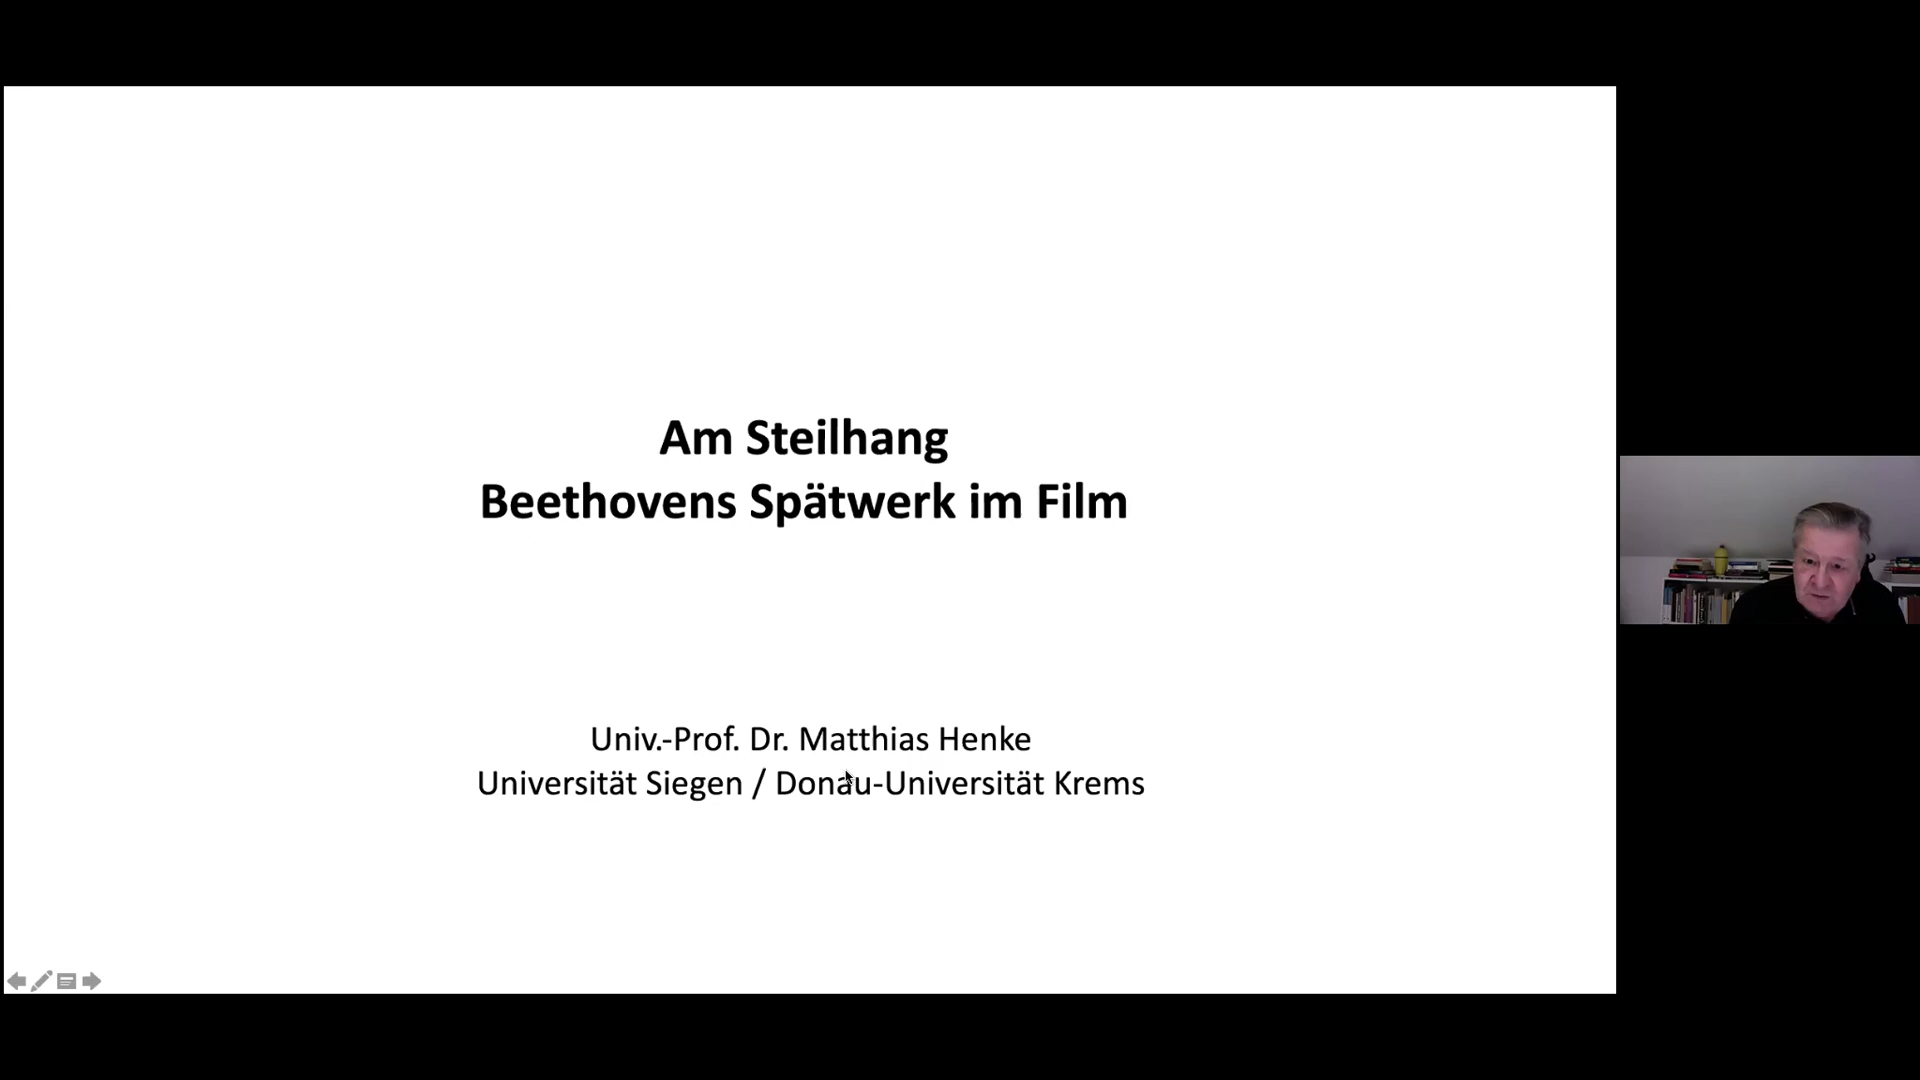 Am Steilhang
Beethovens Spätwerk im Film
Univ.-Prof. Dr. Matthias Henke
Universität Siegen / Donau-Universität Krems